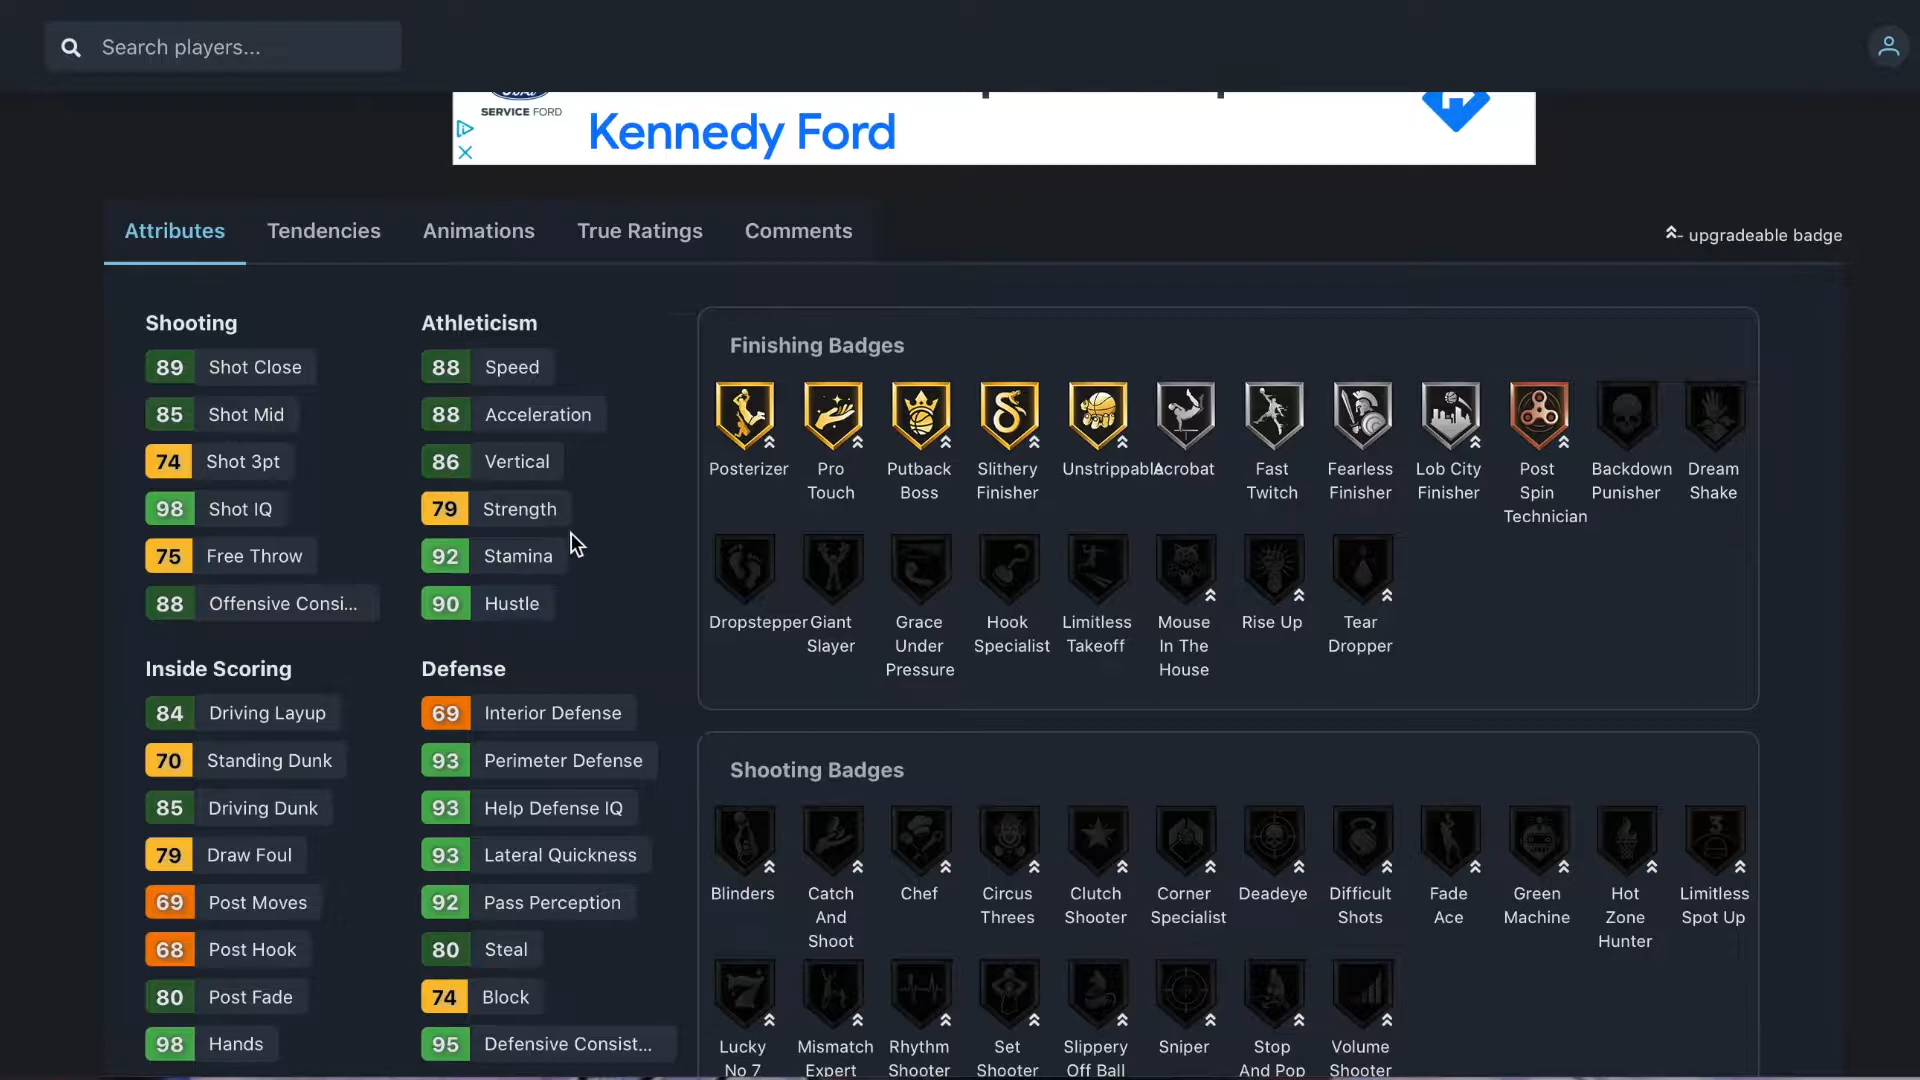 Search players...
SERVICE FORD
Kennedy Ford
Attributes
Tendencies
Animations
True Ratings
Comments
- upgradeable badge
Shooting
89 Shot Close
85 Shot Mid
74 Shot 3pt
98 Shot IQ
75 Free Throw
88 Offensive Consi...
Athleticism
88 Speed
88 Acceleration
86 Vertical
79 Strength
92 Stamina
90 Hustle
Inside Scoring
84 Driving Layup
70 Standing Dunk
85 Driving Dunk
79 Draw Foul
69 Post Moves
68 Post Hook
80 Post Fade
98 Hands
Defense
69 Interior Defense
93 Perimeter Defense
93 Help Defense IQ
93 Lateral Quickness
92 Pass Perception
80 Steal
74 Block
95 Defensive Consist...
Finishing Badges
Posterizer
Pro
Touch
Putback
Boss
Slithery
Finisher
Unstrippable
Acrobat
Fast
Twitch
Fearless
Finisher
Lob City
Finisher
Post
Spin
Technician
Backdown
Punisher
Dream
Shake
Dropstepper
Giant
Slayer
Grace
Under
Pressure
Hook
Specialist
Limitless
Takeoff
Mouse
In The
House
Rise Up
Tear
Dropper
Shooting Badges
Blinders
Catch
And
Shoot
Chef
Circus
Threes
Clutch
Shooter
Corner
Specialist
Deadeye
Difficult
Shots
Fade
Ace
Green
Machine
Hot
Zone
Hunter
3
Limitless
Spot Up
Lucky
No 7
Mismatch
Expert
Rhythm
Shooter
Set
Shooter
Slippery
Off Ball
Sniper
Stop
And Pop
Volume
Shooter